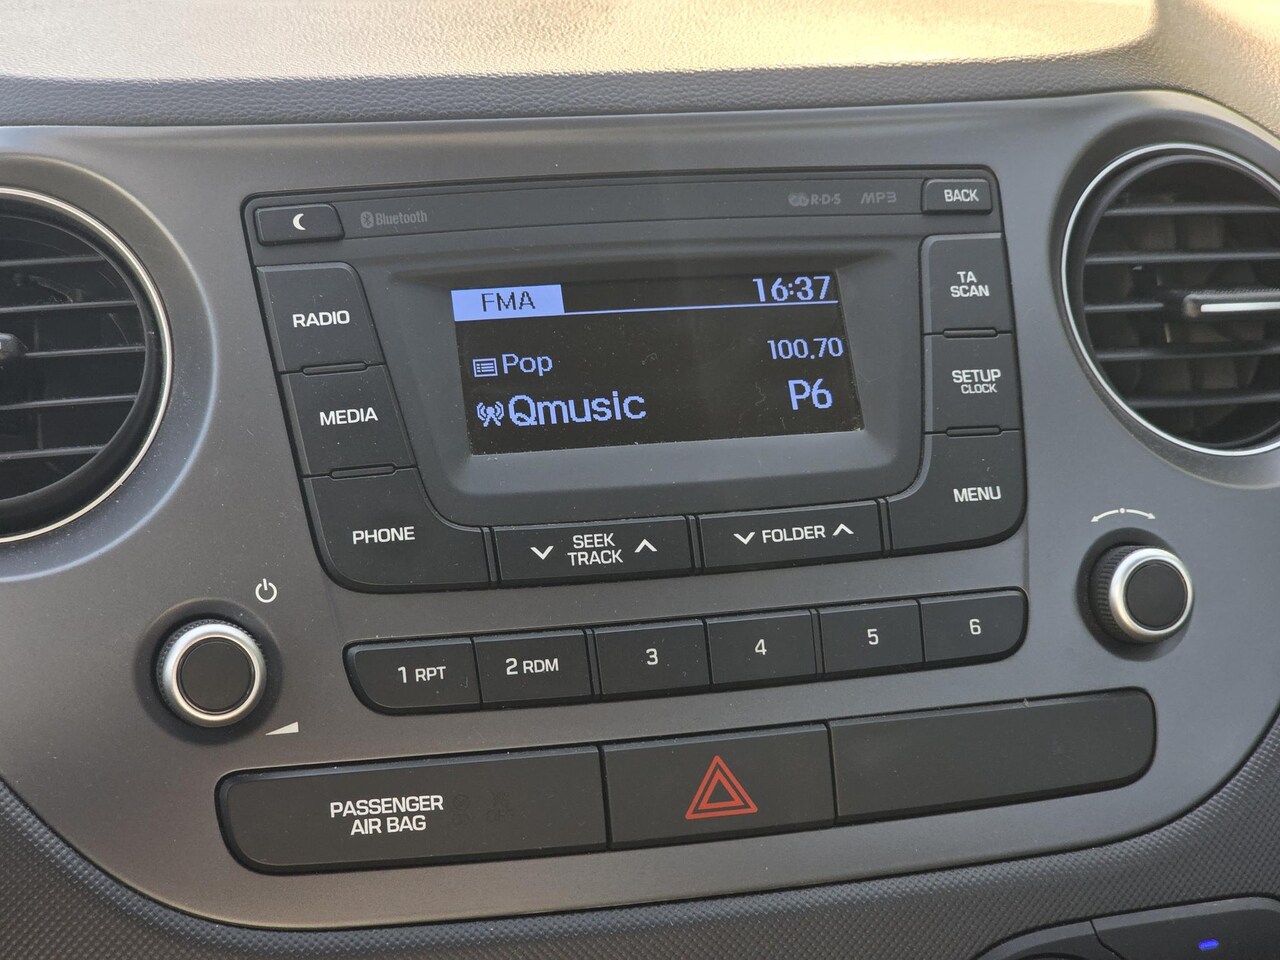 Bluetooth
R·D·S
MP3
BACK
FMA
16:37
Pop
100.70
Qmusic
P6
RADIO
MEDIA
PHONE
TA
SCAN
SETUP
CLOCK
MENU
SEEK
TRACK
FOLDER
1 RPT
2 RDM
3
4
5
6
PASSENGER
AIR BAG